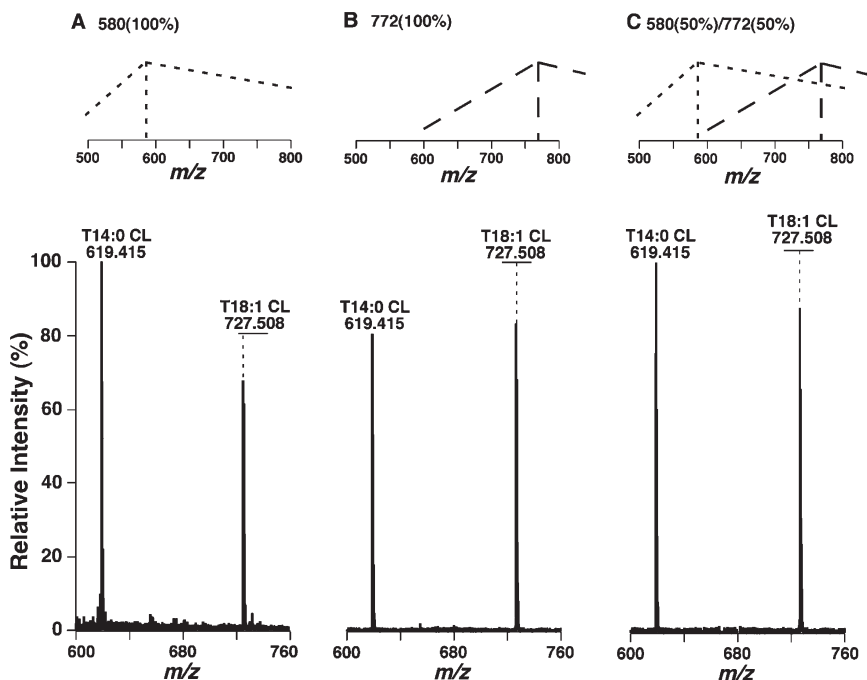 A 580(100%)
500 600 700 800
m/z
B 772(100%)
500 600 700 800
m/z
C 580(50%)/772(50%)
500 600 700 800
m/z
Relative Intensity (%)
100
80
60
40
20
0
T14:0 CL
619.415
T18:1 CL
727.508
600 680 760
m/z
T14:0 CL
619.415
T18:1 CL
727.508
600 680 760
m/z
T14:0 CL
619.415
T18:1 CL
727.508
600 680 760
m/z